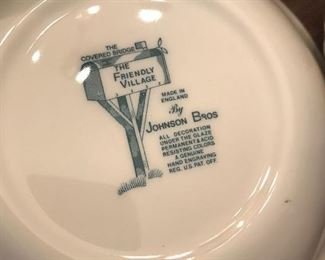 THE
COVERED BRIDGE
THE
FRIENDLY
VILLAGE
MADE IN
ENGLAND
By
JOHNSON BROS
ALL DECORATION
UNDER THE GLAZE
PERMANENT & ACID
RESISTING COLORS
A GENUINE
HAND ENGRAVING
REG. U.S. PAT. OFF.